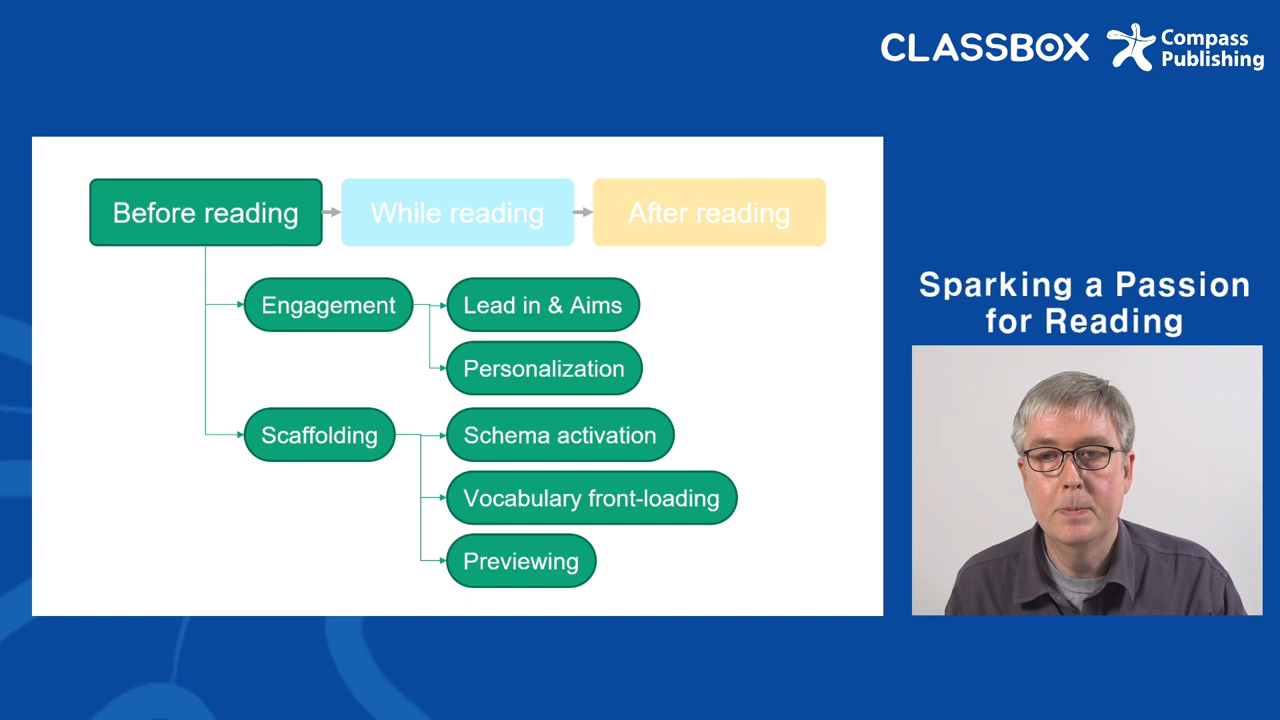 CLASSBOX
Compass
Publishing
Before reading
While reading
After reading
Engagement
Lead in & Aims
Personalization
Scaffolding
Schema activation
Vocabulary front-loading
Previewing
Sparking a Passion
for Reading